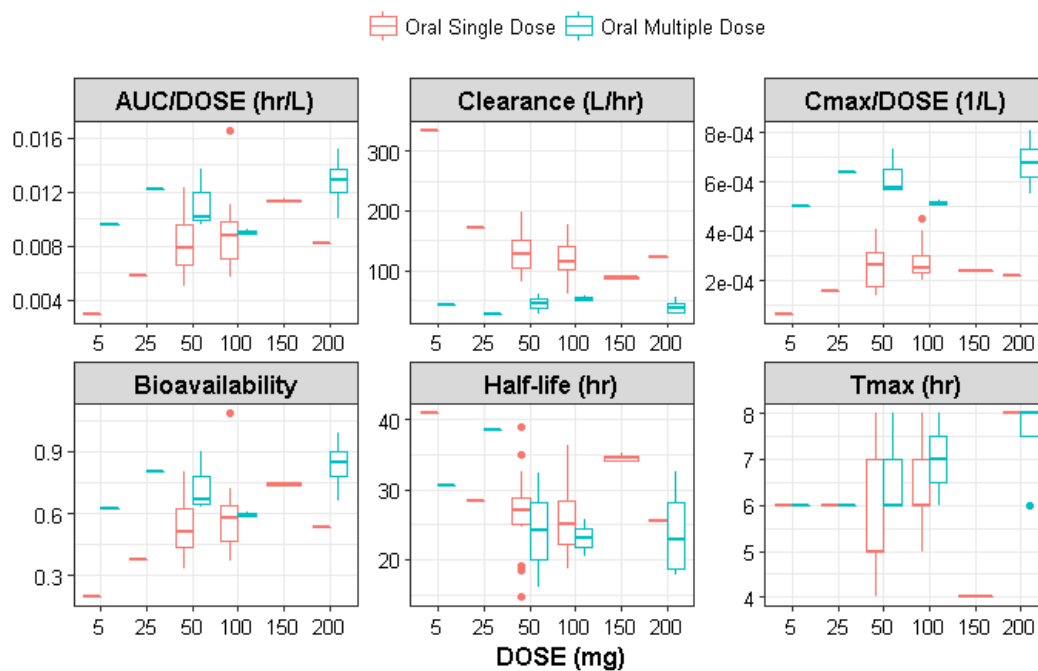 Oral Single Dose Oral Multiple Dose
AUC/DOSE (hr/L) Clearance (L/hr) Cmax/DOSE (1/L)
0.016
0.012
0.008
0.004
300
200
100
8e-04
6e-04
4e-04
2e-04
5 25 50 100 150 200 5 25 50 100 150 200 5 25 50 100 150 200
Bioavailability Half-life (hr) Tmax (hr)
0.9
0.6
0.3
40
30
20
8
7
6
5
4
5 25 50 100 150 200 5 25 50 100 150 200 5 25 50 100 150 200
DOSE (mg)